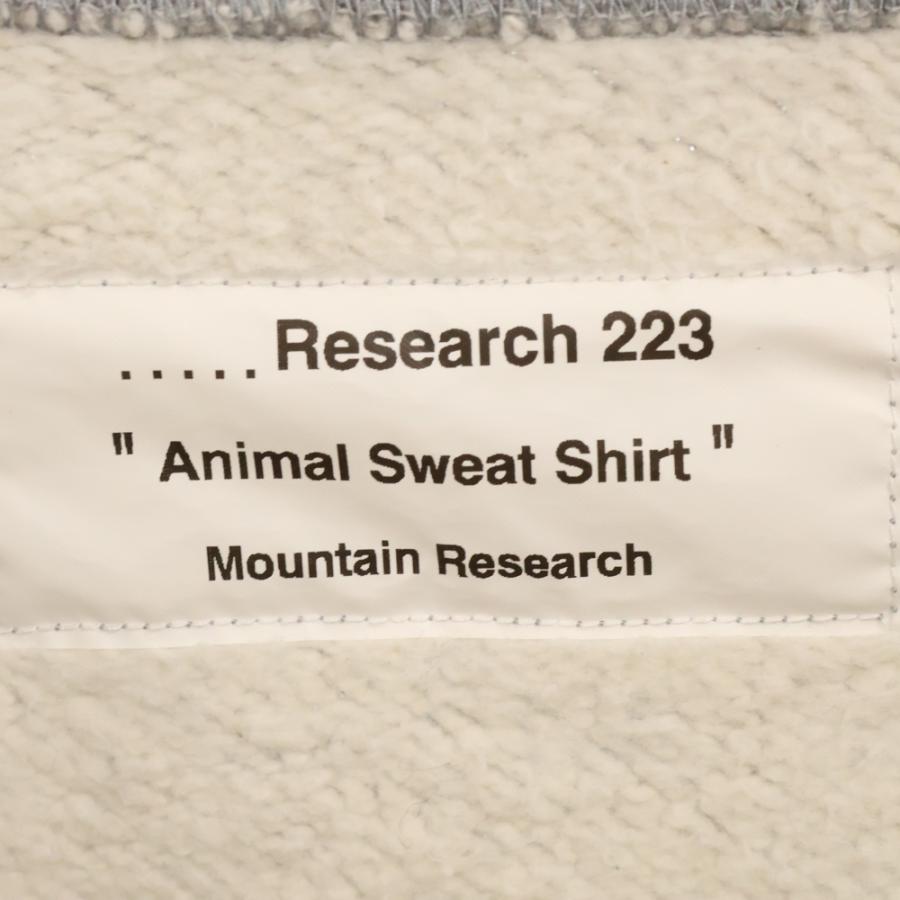 .....Research 223
" Animal Sweat Shirt "
Mountain Research